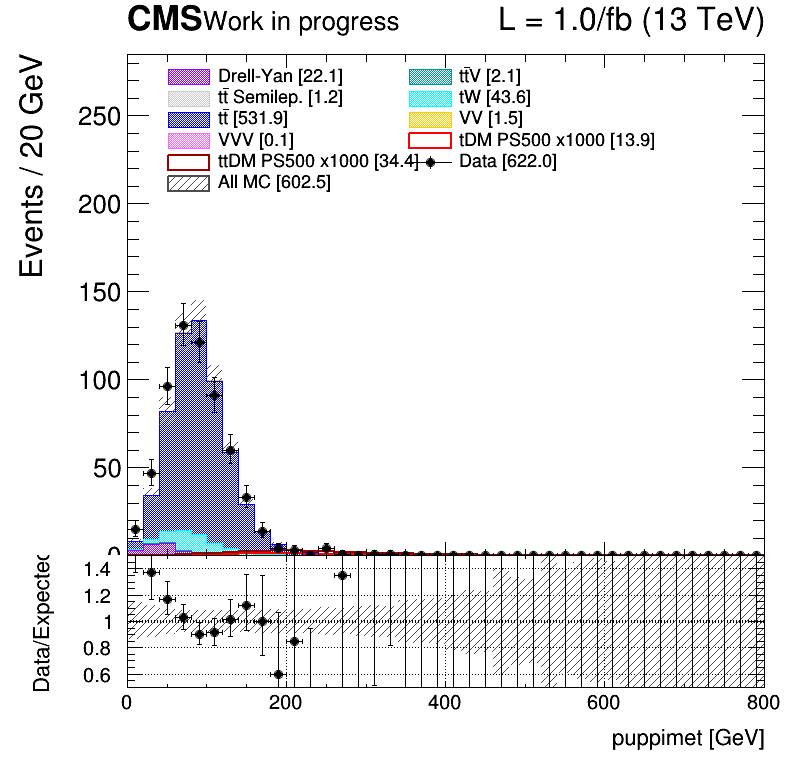 CMS Work in progress L = 1.0/fb (13 TeV)
Events / 20 GeV
250
200
150
100
50
0
Drell-Yan [22.1]
tt̄ Semilep. [1.2]
tt̄ [531.9]
VVV [0.1]
ttDM PS500 x1000 [34.4]
All MC [602.5]
tt̄V [2.1]
tW [43.6]
VV [1.5]
tDM PS500 x1000 [13.9]
Data [622.0]
Data/Expected
1.4
1.2
1
0.8
0.6
0 200 400 600 800
puppimet [GeV]